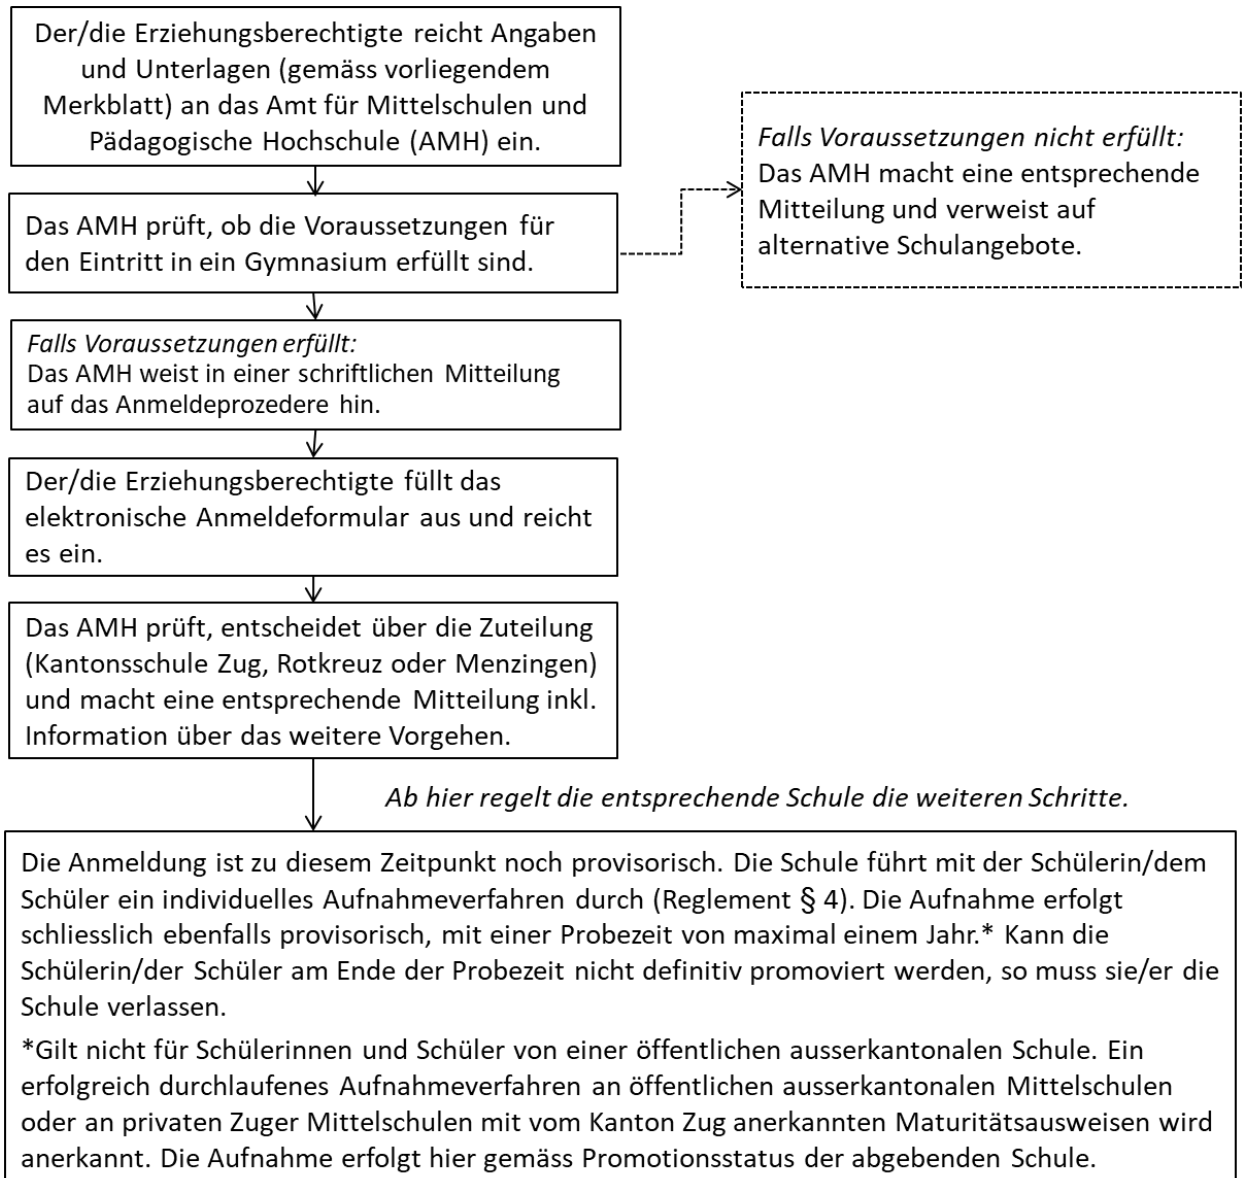 Der/die Erziehungsberechtigte reicht Angaben
und Unterlagen (gemäss vorliegendem
Merkblatt) an das Amt für Mittelschulen und
Pädagogische Hochschule (AMH) ein.
Falls Voraussetzungen nicht erfüllt:
Das AMH macht eine entsprechende
Mitteilung und verweist auf
alternative Schulangebote.
Das AMH prüft, ob die Voraussetzungen für
den Eintritt in ein Gymnasium erfüllt sind.
Falls Voraussetzungen erfüllt:
Das AMH weist in einer schriftlichen Mitteilung
auf das Anmeldeprozedere hin.
Der/die Erziehungsberechtigte füllt das
elektronische Anmeldeformular aus und reicht
es ein.
Das AMH prüft, entscheidet über die Zuteilung
(Kantonsschule Zug, Rotkreuz oder Menzingen)
und macht eine entsprechende Mitteilung inkl.
Information über das weitere Vorgehen.
Ab hier regelt die entsprechende Schule die weiteren Schritte.
Die Anmeldung ist zu diesem Zeitpunkt noch provisorisch. Die Schule führt mit der Schülerin/dem
Schüler ein individuelles Aufnahmeverfahren durch (Reglement § 4). Die Aufnahme erfolgt
schliesslich ebenfalls provisorisch, mit einer Probezeit von maximal einem Jahr.* Kann die
Schülerin/der Schüler am Ende der Probezeit nicht definitiv promoviert werden, so muss sie/er die
Schule verlassen.
*Gilt nicht für Schülerinnen und Schüler von einer öffentlichen ausserkantonalen Schule. Ein
erfolgreich durchlaufenes Aufnahmeverfahren an öffentlichen ausserkantonalen Mittelschulen
oder an privaten Zuger Mittelschulen mit vom Kanton Zug anerkannten Maturitätsausweisen wird
anerkannt. Die Aufnahme erfolgt hier gemäss Promotionsstatus der abgebenden Schule.